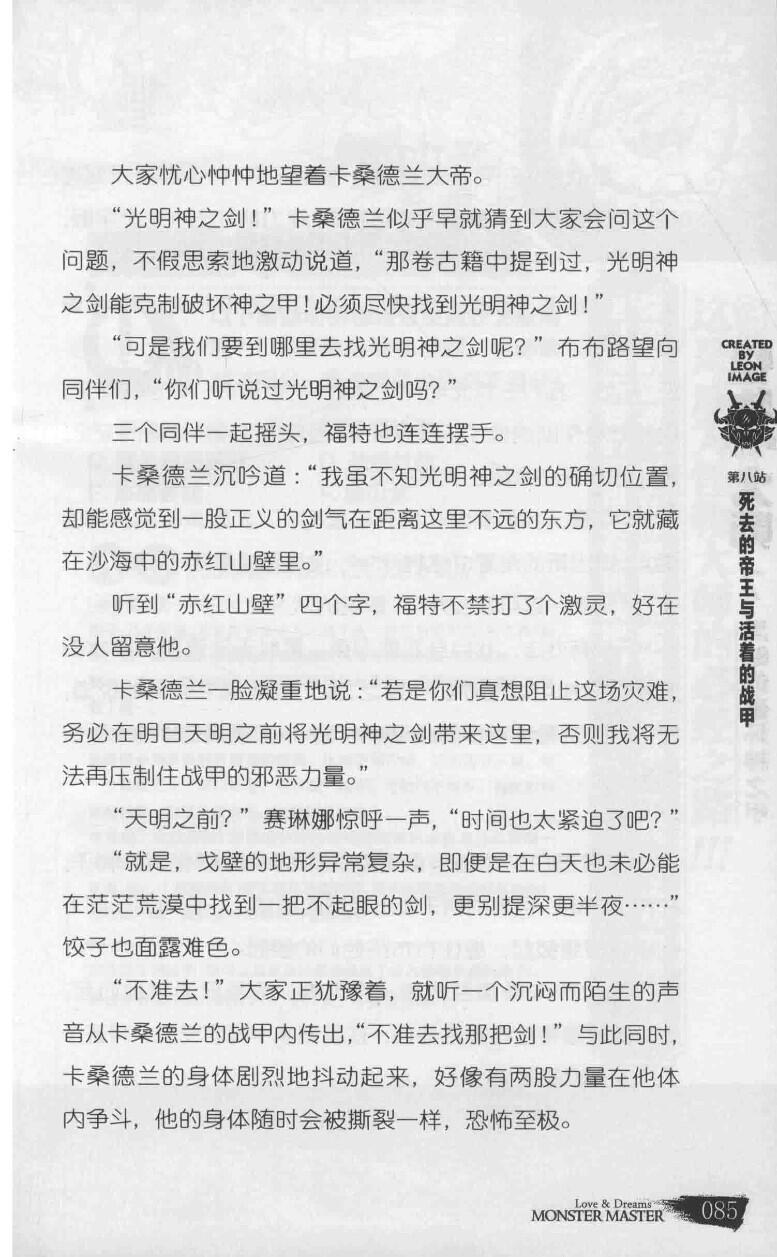 大家忧心忡忡地望着卡桑德兰大帝。
“光明神之剑！”卡桑德兰似乎早就猜到大家会问这个
问题，不假思索地激动说道，“那卷古籍中提到过，光明神
之剑能克制破坏神之甲！必须尽快找到光明神之剑！”
“可是我们要到哪里去找光明神之剑呢？”布布路望向
同伴们，“你们听说过光明神之剑吗？”
三个同伴一起摇头，福特也连连摆手。
卡桑德兰沉吟道：“我虽不知光明神之剑的确切位置，
却能感觉到一股正义的剑气在距离这里不远的东方，它就藏
在沙海中的赤红山壁里。”
听到“赤红山壁”四个字，福特不禁打了个激灵，好在
没人留意他。
卡桑德兰一脸凝重地说：“若是你们真想阻止这场灾难，
务必在明日天明之前将光明神之剑带来这里，否则我将无
法再压制住战甲的邪恶力量。”
“天明之前？”赛琳娜惊呼一声，“时间也太紧迫了吧？”
“就是，戈壁的地形异常复杂，即便是在白天也未必能
在茫茫荒漠中找到一把不起眼的剑，更别提深更半夜……”
饺子也面露难色。
“不准去！”大家正犹豫着，就听一个沉闷而陌生的声
音从卡桑德兰的战甲内传出，“不准去找那把剑！”与此同时，
卡桑德兰的身体剧烈地抖动起来，好像有两股力量在他体
内争斗，他的身体随时会被撕裂一样，恐怖至极。
CREATED
BY
LEON
IMAGE
第八站
死去的帝王与活着的战甲
Love & Dreams
MONSTER MASTER
085